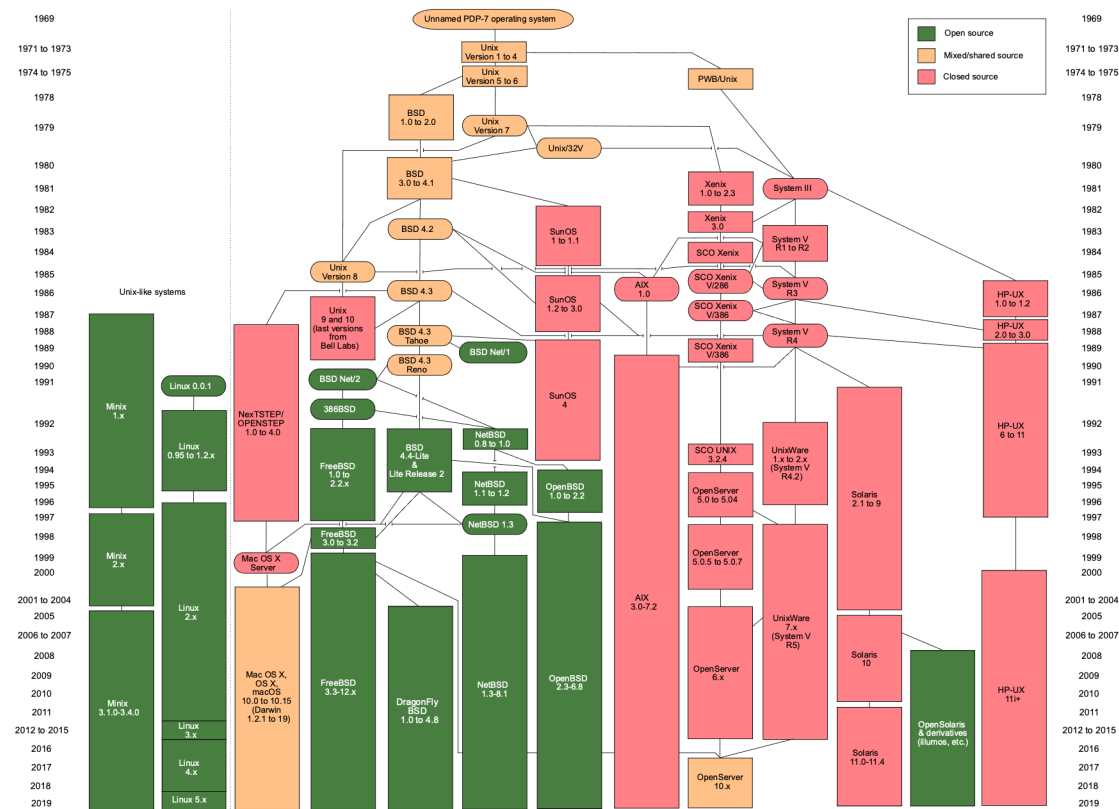 1969
Unnamed PDP-7 operating system
1969
Open source
Mixed/shared source
Closed source
1971 to 1973
Unix
Version 1 to 4
1971 to 1973
1974 to 1975
Unix
Version 5 to 6
PWB/Unix
1974 to 1975
1978
BSD
1.0 to 2.0
1978
1979
Unix
Version 7
1979
Unix/32V
1980
BSD
3.0 to 4.1
1980
1981
Xenix
1.0 to 2.3
System III
1981
1982
1982
1983
BSD 4.2
SunOS
1 to 1.1
Xenix
3.0
System V
R1 to R2
1983
1984
SCO Xenix
1984
1985
Unix
Version 8
SCO Xenix
V/286
1985
1986
Unix-like systems
BSD 4.3
SunOS
1.2 to 3.0
AIX
1.0
System V
R3
HP-UX
1.0 to 1.2
1986
1987
Unix
9 and 10
(last versions
from
Bell Labs)
SCO Xenix
V/386
1987
1988
BSD 4.3
Tahoe
System V
R4
HP-UX
2.0 to 3.0
1988
1989
BSD Net/1
SCO Xenix
V/386
1989
1990
BSD 4.3
Reno
1990
1991
Linux 0.0.1
BSD Net/2
1991
Minix
1.x
NexTSTEP/
OPENSTEP
1.0 to 4.0
386BSD
SunOS
4
HP-UX
6 to 11
1992
Linux
0.95 to 1.2.x
NetBSD
0.8 to 1.0
UnixWare
1.x to 2.x
(System V
R4.2)
1992
1993
FreeBSD
1.0 to
2.2.x
BSD
4.4-Lite
&
Lite Release 2
SCO UNIX
3.2.4
1993
1994
1994
1995
NetBSD
1.1 to 1.2
OpenBSD
1.0 to 2.2
OpenServer
5.0 to 5.04
Solaris
2.1 to 9
1995
1996
1996
1997
NetBSD 1.3
1997
1998
FreeBSD
3.0 to 3.2
1998
1999
Minix
2.x
Mac OS X
Server
OpenServer
5.0.5 to 5.0.7
1999
2000
2000
2001 to 2004
Linux
2.x
AIX
3.0-7.2
2001 to 2004
2005
UnixWare
7.x
(System V
R5)
2005
2006 to 2007
2006 to 2007
2008
OpenServer
6.x
Solaris
10
2008
2009
Minix
3.1.0-3.4.0
Mac OS X,
OS X,
macOS
10.0 to 10.15
(Darwin
1.2.1 to 19)
FreeBSD
3.3-12.x
DragonFly
BSD
1.0 to 4.8
NetBSD
1.3-8.1
OpenBSD
2.3-6.8
HP-UX
11i+
2009
2010
2010
2011
2011
2012 to 2015
Linux
3.x
OpenSolaris
& derivatives
(illumos, etc.)
2012 to 2015
2016
Solaris
11.0-11.4
2016
2017
Linux
4.x
OpenServer
10.x
2017
2018
2018
2019
Linux 5.x
2019